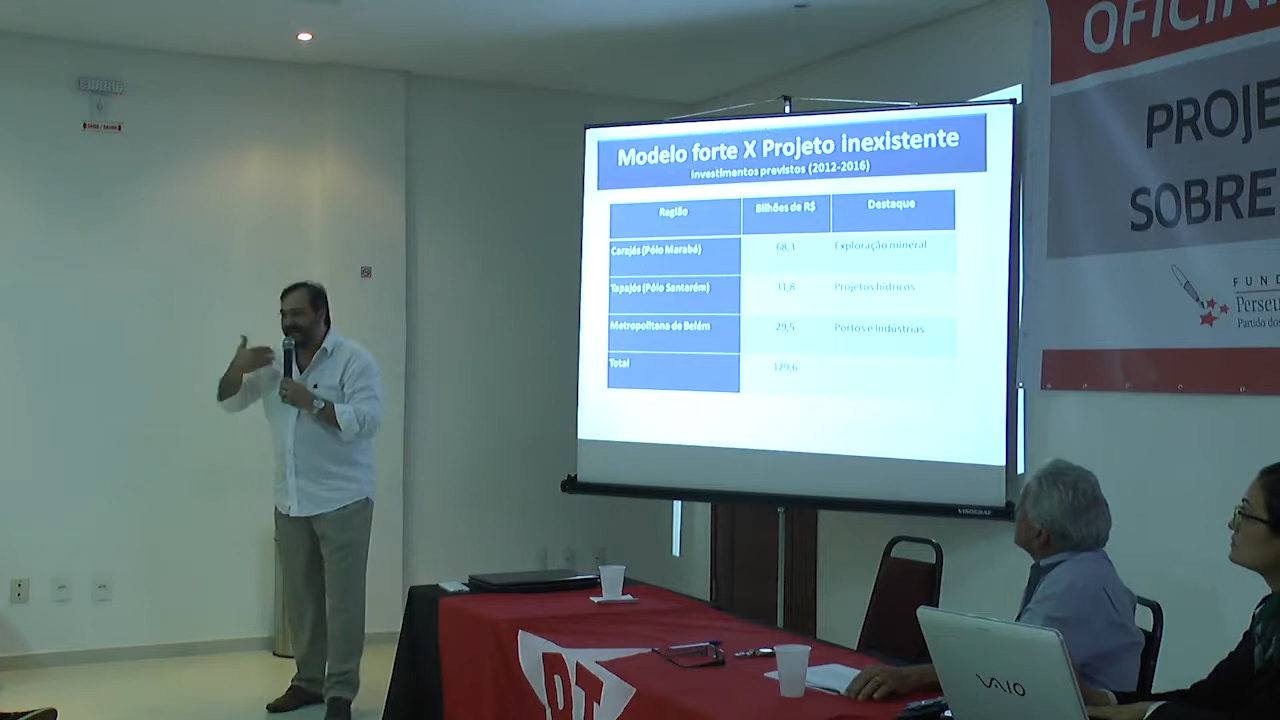 OFICIN
PROJE
SOBRE
FUND
Perseu
Partido dos
Modelo forte X Projeto inexistente
Investimentos previstos (2012-2016)
Região Bilhões de R$ Destaque
Carajás (Pólo Marabá) 68,3 Exploração mineral
Tapajós (Pólo Santarém) 31,8 Projetos hídricos
Metropolitana de Belém 29,5 Portos e Indústrias
Total 129,6
VISOGRAF
PT
VAIO